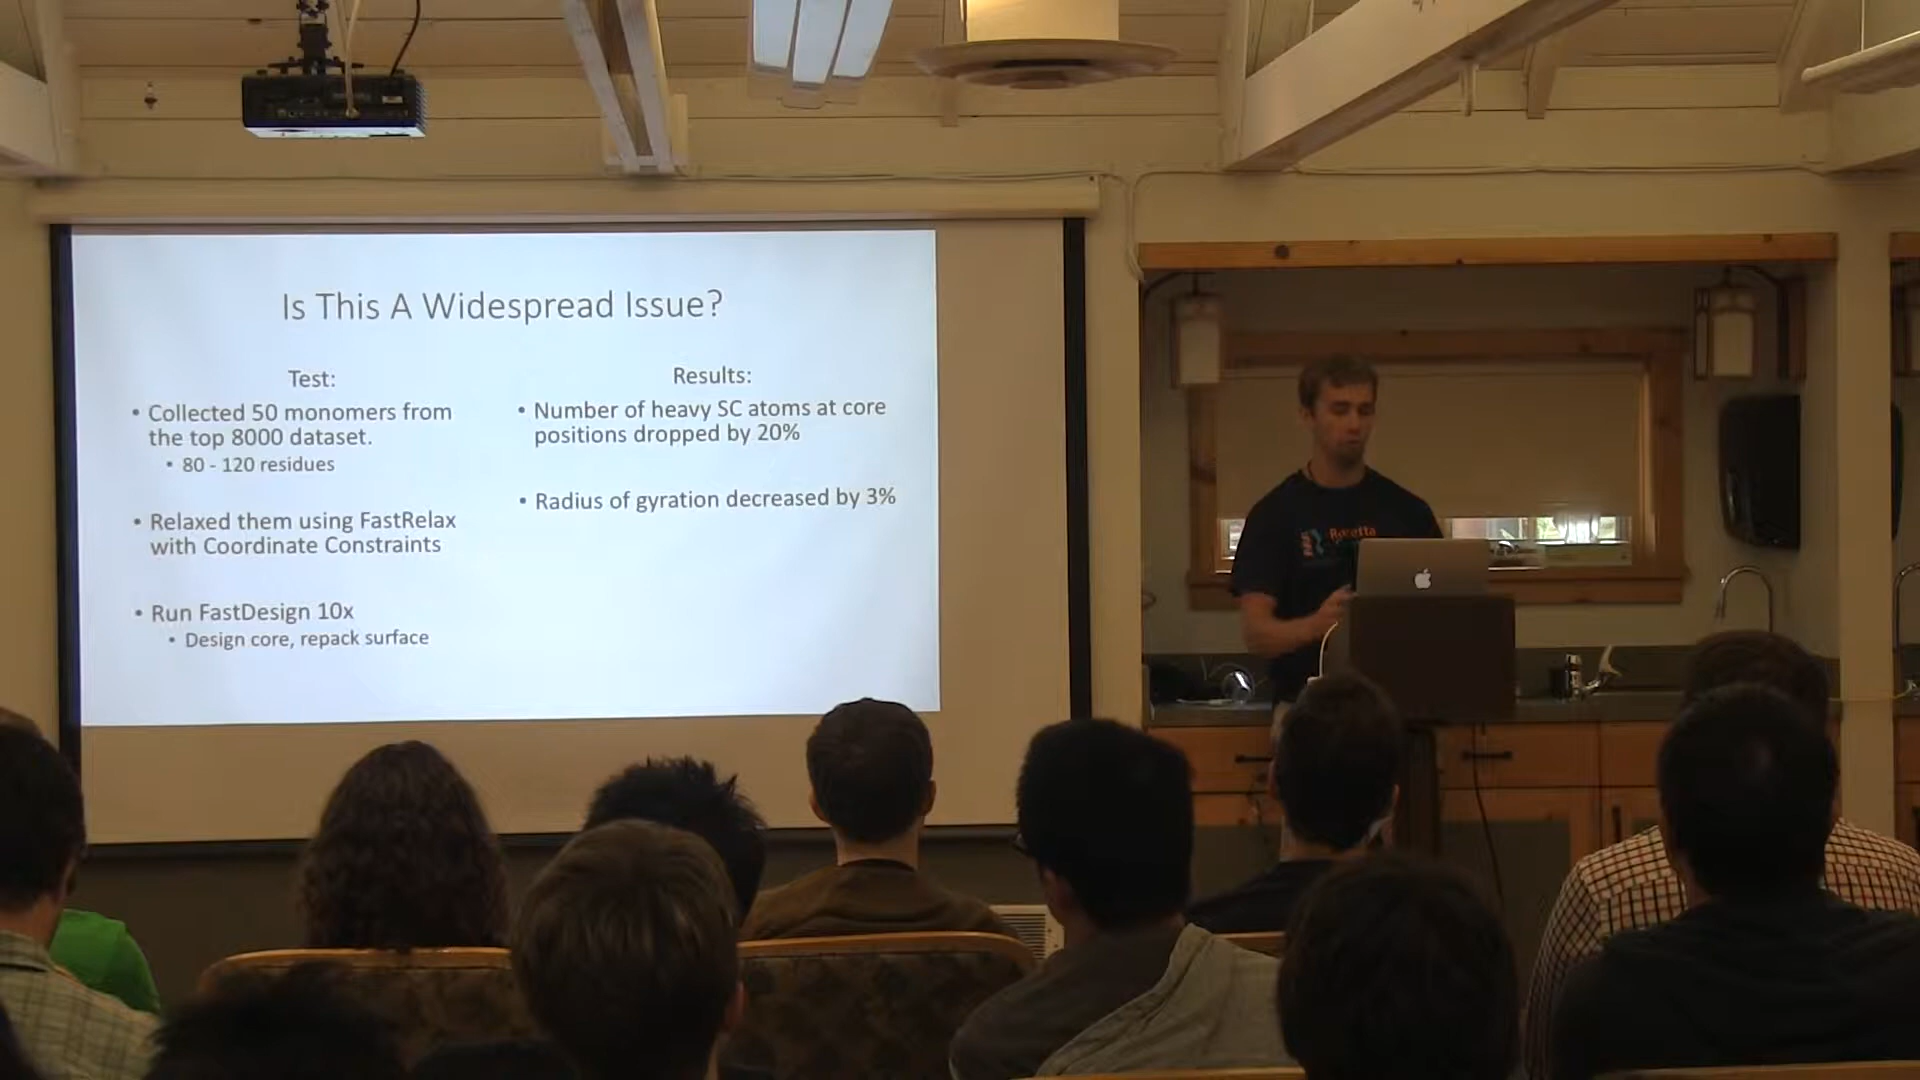 Is This A Widespread Issue?
Test:
• Collected 50 monomers from
the top 8000 dataset.
• 80 - 120 residues
• Relaxed them using FastRelax
with Coordinate Constraints
• Run FastDesign 10x
• Design core, repack surface
Results:
• Number of heavy SC atoms at core
positions dropped by 20%
• Radius of gyration decreased by 3%
Rosetta